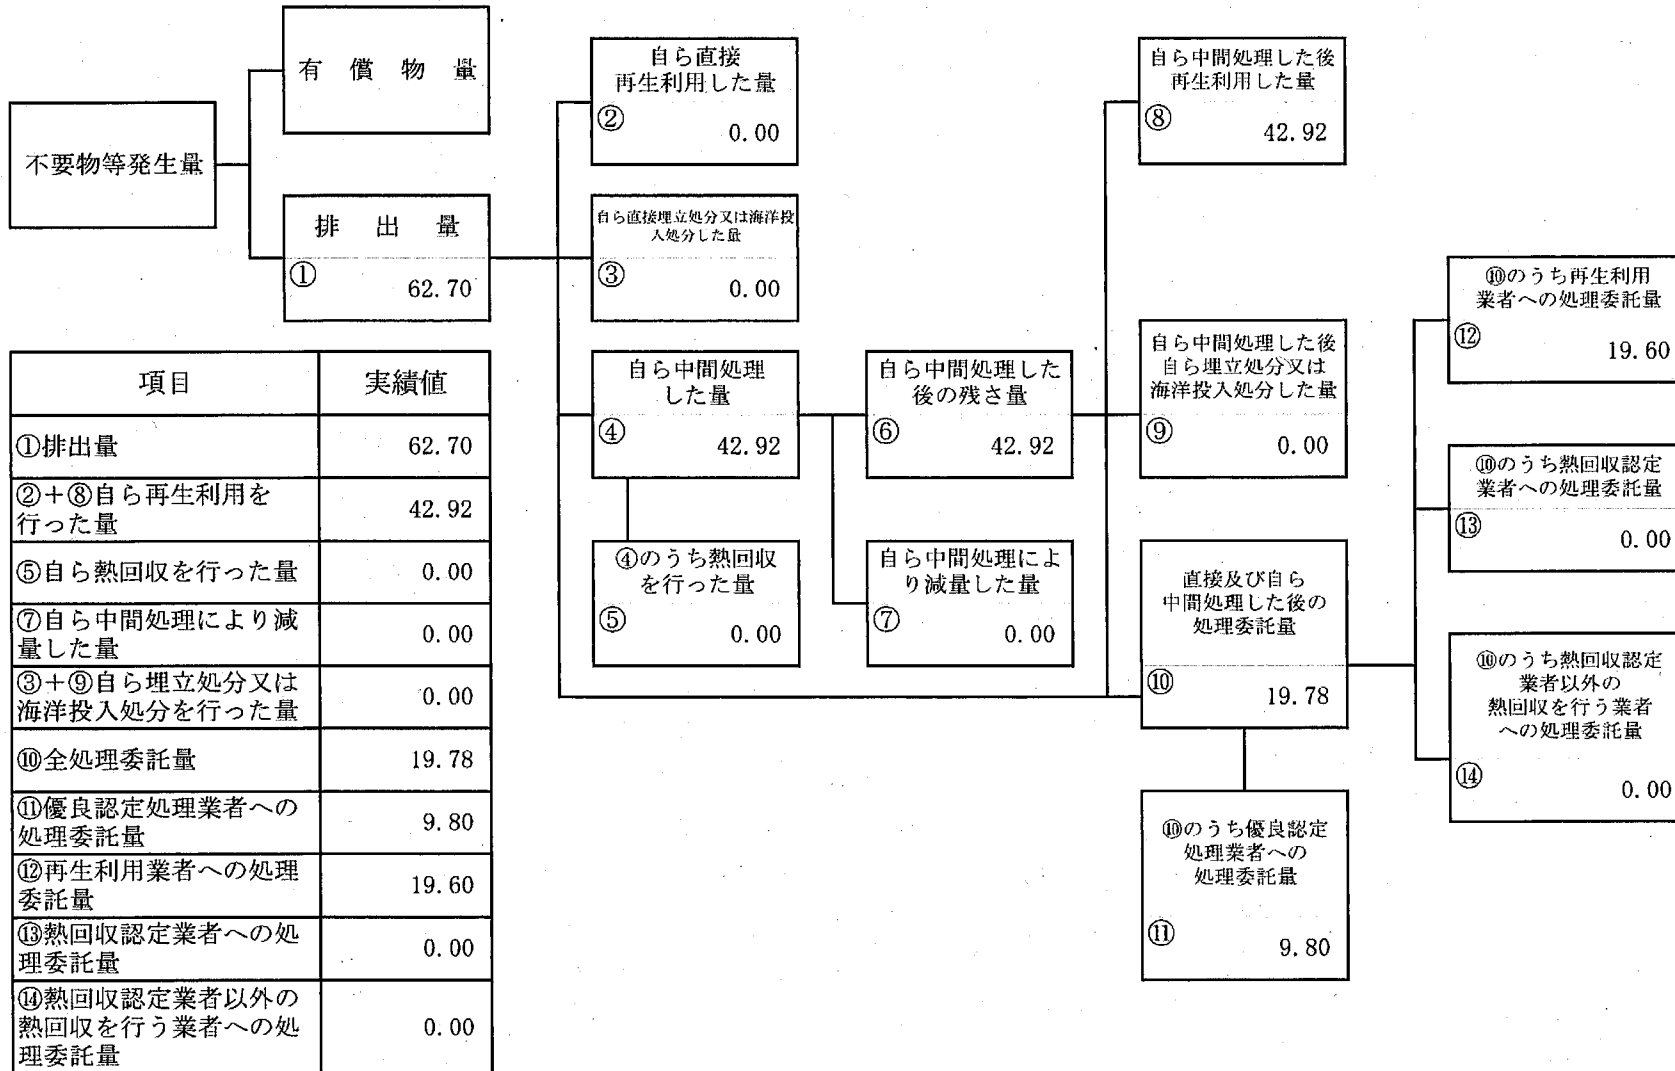 有償物量
不要物等発生量
排出量
①
62.70
自ら直接
再生利用した量
②
0.00
自ら直接埋立処分又は海洋投
入処分した量
③
0.00
自ら中間処理
した量
④
42.92
④のうち熱回収
を行った量
⑤
0.00
自ら中間処理した
後の残さ量
⑥
42.92
自ら中間処理によ
り減量した量
⑦
0.00
自ら中間処理した後
再生利用した量
⑧
42.92
自ら中間処理した後
自ら埋立処分又は
海洋投入処分した量
⑨
0.00
直接及び自ら
中間処理した後の
処理委託量
⑩
19.78
⑩のうち優良認定
処理業者への
処理委託量
⑪
9.80
⑩のうち再生利用
業者への処理委託量
⑫
19.60
⑩のうち熱回収認定
業者への処理委託量
⑬
0.00
⑩のうち熱回収認定
業者以外の
熱回収を行う業者
への処理委託量
⑭
0.00
項目 実績値
①排出量 62.70
②+⑧自ら再生利用を
行った量 42.92
⑤自ら熱回収を行った量 0.00
⑦自ら中間処理により減
量した量 0.00
③+⑨自ら埋立処分又は
海洋投入処分を行った量 0.00
⑩全処理委託量 19.78
⑪優良認定処理業者への
処理委託量 9.80
⑫再生利用業者への処理
委託量 19.60
⑬熱回収認定業者への処
理委託量 0.00
⑭熱回収認定業者以外の
熱回収を行う業者への処
理委託量 0.00